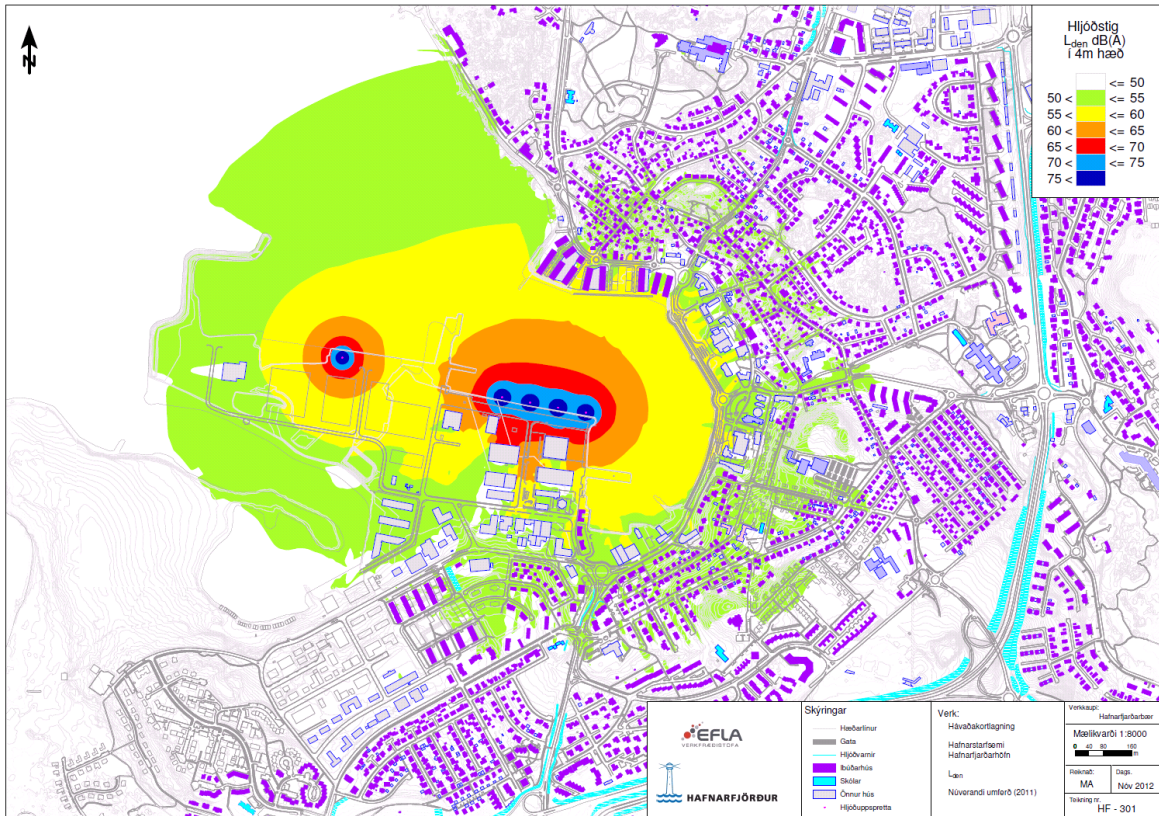 N
Hljóðstig
Lden dB(A)
í 4m hæð
<= 50
50 < <= 55
55 < <= 60
60 < <= 65
65 < <= 70
70 < <= 75
75 <
EFLA
VERKFRÆÐISTOFA
HAFNARFJÖRÐUR
Skýringar
Hæðarlínur
Gata
Hljóðvarnir
Íbúðarhús
Skólar
Önnur hús
Hljóðuppspretta
Verk:
Hávaðakortlagning
Hafnarstarfsemi
Hafnarfjarðarhöfn
Lden
Núverandi umferð (2011)
Verkkaupi:
Hafnarfjarðarbær
Mælikvarði 1:8000
0 40 80 160
m
Reiknað:
MA
Dags.
Nóv 2012
Teikning nr.
HF - 301